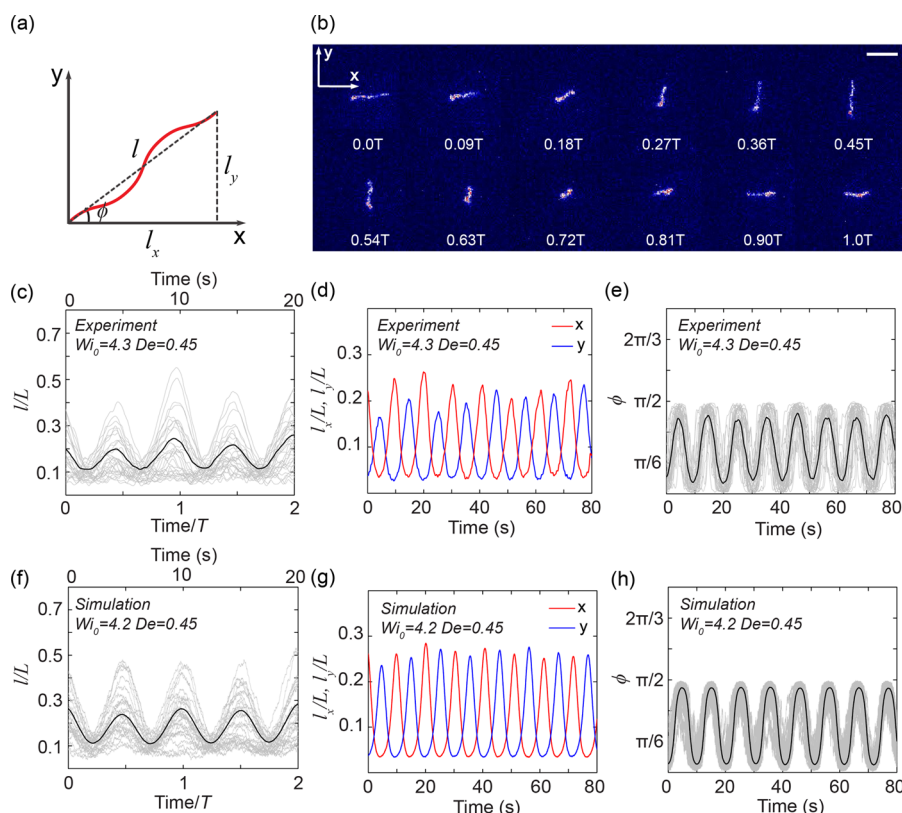 (a)
y
l
l_y
ϕ
l_x
x
(b)
y
x
0.0T 0.09T 0.18T 0.27T 0.36T 0.45T
0.54T 0.63T 0.72T 0.81T 0.90T 1.0T
(c)
Time (s)
0 10 20
Experiment
Wi₀=4.3 De=0.45
l/L
0.7
0.5
0.3
0.1
0 1 2
Time/T
(d)
Experiment
Wi₀=4.3 De=0.45
x
y
l_x/L, l_y/L
0.3
0.2
0.1
0 20 40 60 80
Time (s)
(e)
Experiment
Wi₀=4.3 De=0.45
ϕ
2π/3
π/2
π/6
0 20 40 60 80
Time (s)
(f)
Time (s)
0 10 20
Simulation
Wi₀=4.2 De=0.45
l/L
0.7
0.5
0.3
0.1
0 1 2
Time/T
(g)
Simulation
Wi₀=4.2 De=0.45
x
y
l_x/L, l_y/L
0.3
0.2
0.1
0 20 40 60 80
Time (s)
(h)
Simulation
Wi₀=4.2 De=0.45
ϕ
2π/3
π/2
π/6
0 20 40 60 80
Time (s)